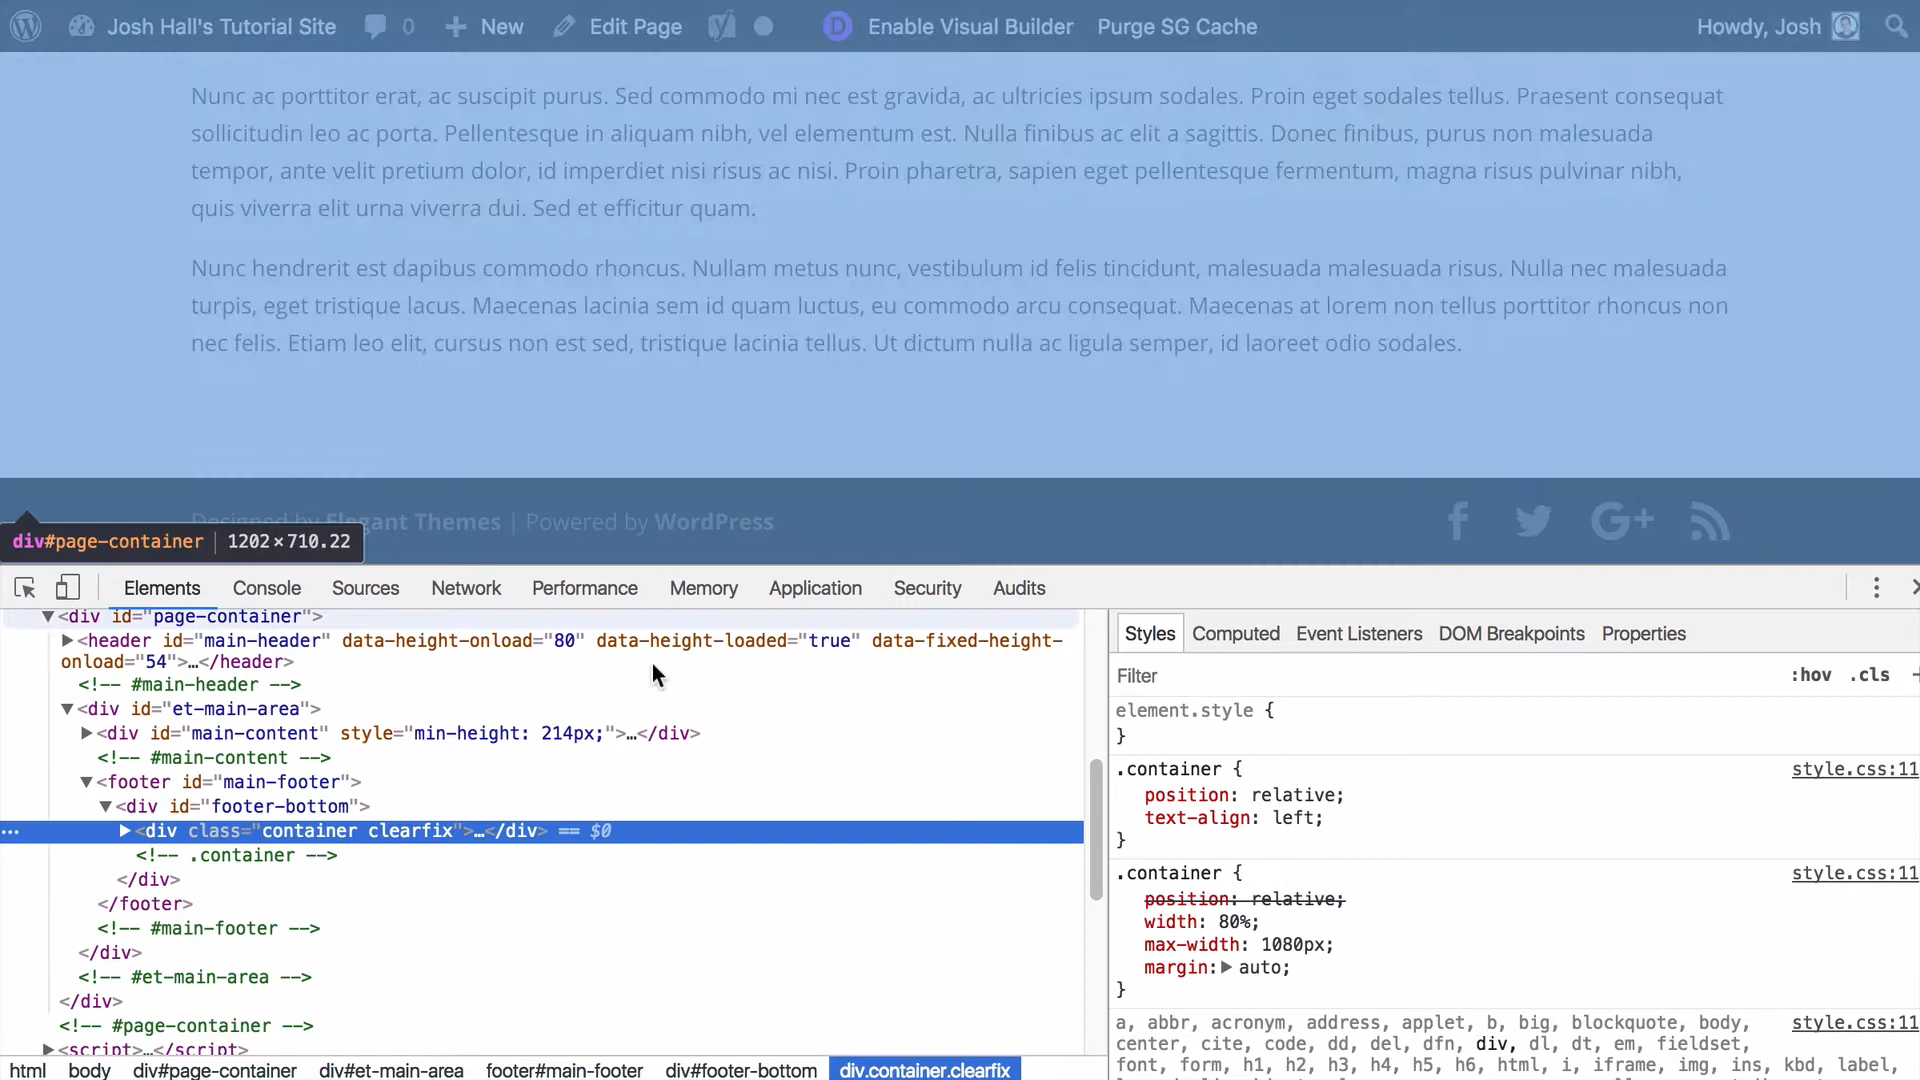 Josh Hall's Tutorial Site 0 New Edit Page Enable Visual Builder Purge SG Cache Howdy, Josh
Nunc ac porttitor erat, ac suscipit purus. Sed commodo mi nec est gravida, ac ultricies ipsum sodales. Proin eget sodales tellus. Praesent consequat
sollicitudin leo ac porta. Pellentesque in aliquam nibh, vel elementum est. Nulla finibus ac elit a sagittis. Donec finibus, purus non malesuada
tempor, ante velit pretium dolor, id imperdiet nisi risus ac nisi. Proin pharetra, sapien eget pellentesque fermentum, magna risus pulvinar nibh,
quis viverra elit urna viverra dui. Sed et efficitur quam.
Nunc hendrerit est dapibus commodo rhoncus. Nullam metus nunc, vestibulum id felis tincidunt, malesuada malesuada risus. Nulla nec malesuada
turpis, eget tristique lacus. Maecenas lacinia sem id quam luctus, eu commodo arcu consequat. Maecenas at lorem non tellus porttitor rhoncus non
nec felis. Etiam leo elit, cursus non est sed, tristique lacinia tellus. Ut dictum nulla ac ligula semper, id laoreet odio sodales.
Designed by Elegant Themes | Powered by WordPress
div#page-container | 1202×710.22
Elements Console Sources Network Performance Memory Application Security Audits
<div id="page-container">
<header id="main-header" data-height-onload="80" data-height-loaded="true" data-fixed-height-
onload="54">…</header>
<!-- #main-header -->
<div id="et-main-area">
<div id="main-content" style="min-height: 214px;">…</div>
<!-- #main-content -->
<footer id="main-footer">
<div id="footer-bottom">
<div class="container clearfix">…</div> == $0
<!-- .container -->
</div>
</footer>
<!-- #main-footer -->
</div>
<!-- #et-main-area -->
</div>
<!-- #page-container -->
<script>…</script>
html body div#page-container div#et-main-area footer#main-footer div#footer-bottom div.container.clearfix
Styles Computed Event Listeners DOM Breakpoints Properties
Filter :hov .cls +
element.style {
}
.container { style.css:11
position: relative;
text-align: left;
}
.container { style.css:11
position: relative;
width: 80%;
max-width: 1080px;
margin: auto;
}
a, abbr, acronym, address, applet, b, big, blockquote, body, style.css:11
center, cite, code, dd, del, dfn, div, dl, dt, em, fieldset,
font, form, h1, h2, h3, h4, h5, h6, html, i, iframe, img, ins, kbd, label,